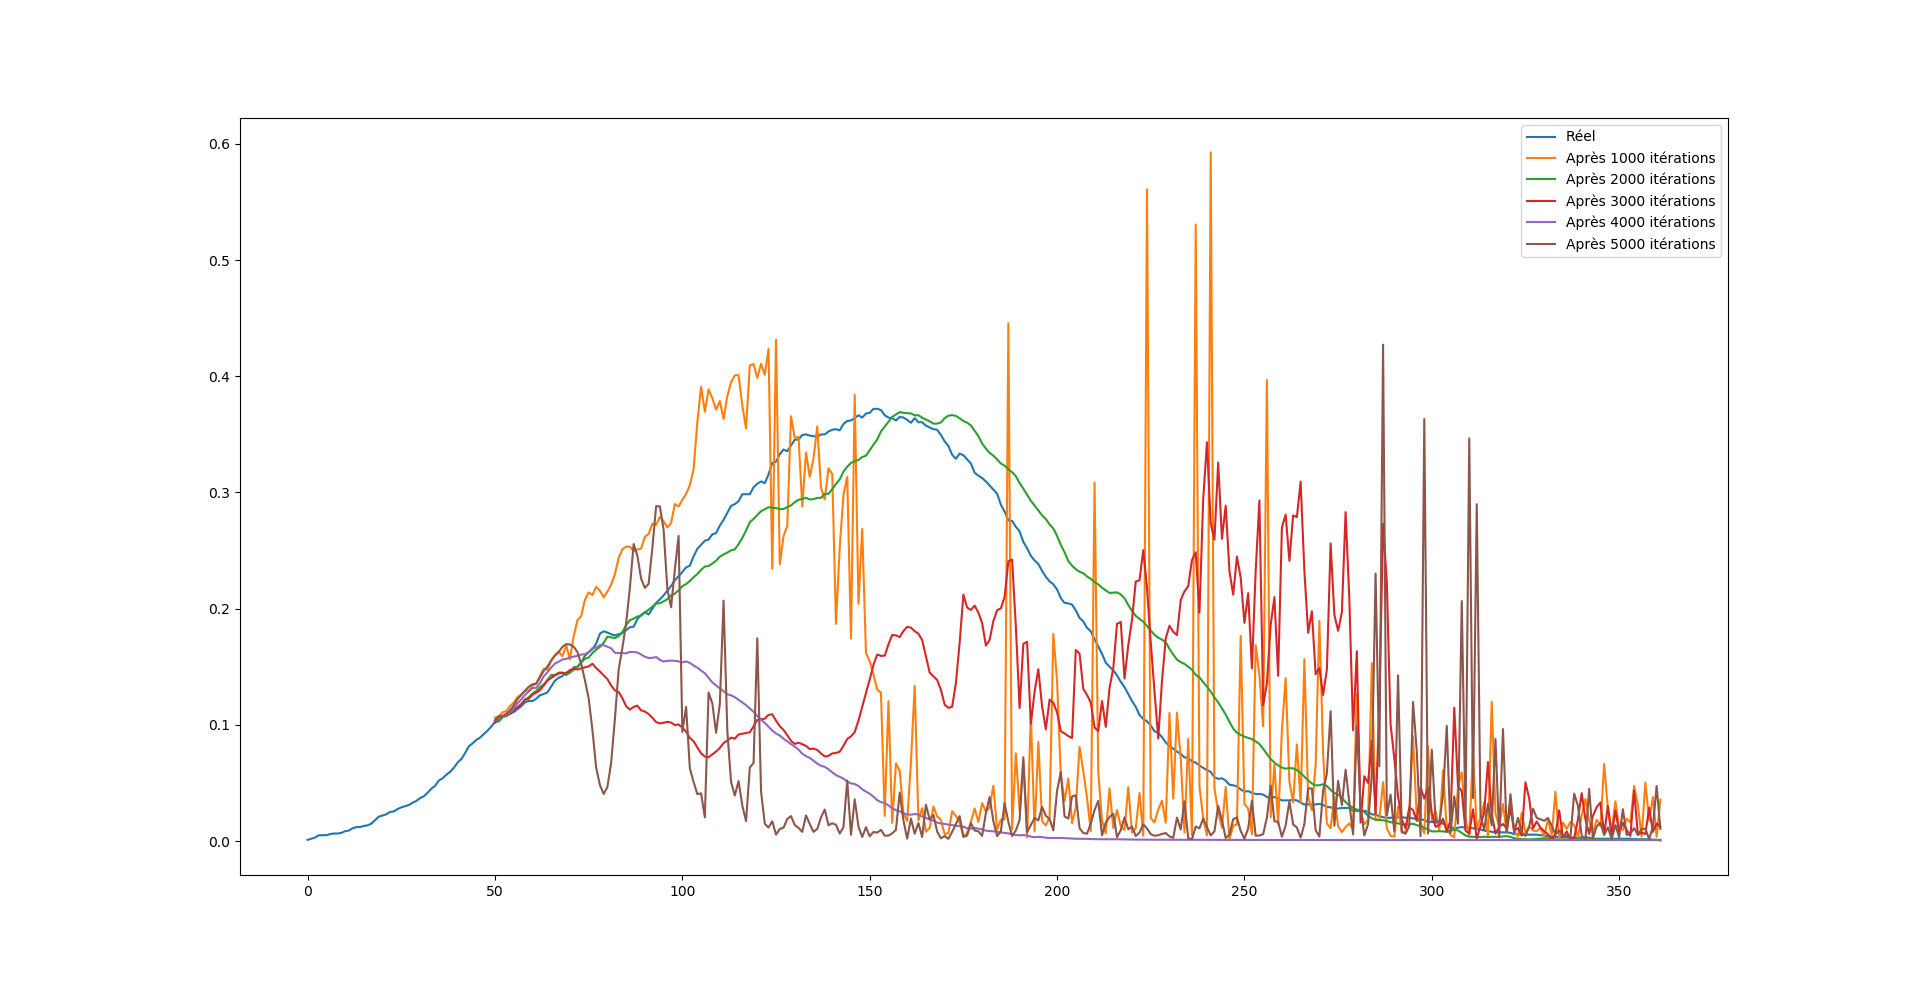 0.6
0.5
0.4
0.3
0.2
0.1
0.0
0 50 100 150 200 250 300 350
Réel
Après 1000 itérations
Après 2000 itérations
Après 3000 itérations
Après 4000 itérations
Après 5000 itérations